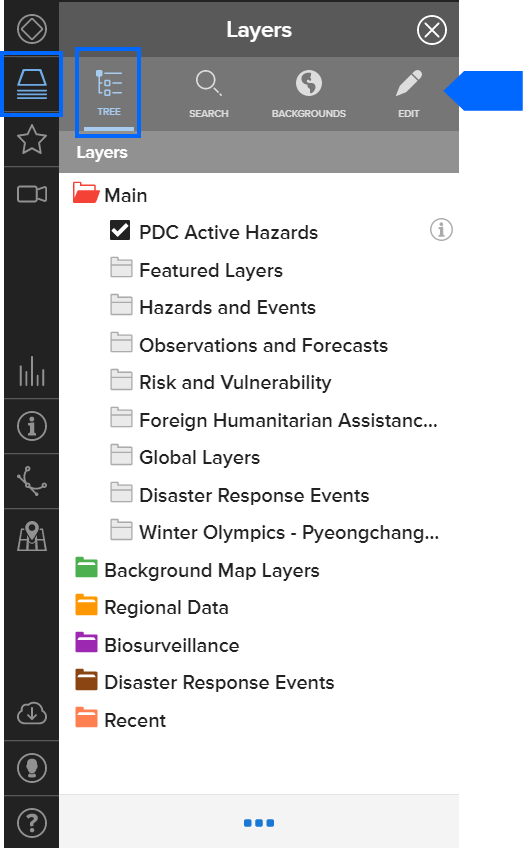 Layers
TREE SEARCH BACKGROUNDS EDIT
Layers
Main
PDC Active Hazards
Featured Layers
Hazards and Events
Observations and Forecasts
Risk and Vulnerability
Foreign Humanitarian Assistanc...
Global Layers
Disaster Response Events
Winter Olympics - Pyeongchang...
Background Map Layers
Regional Data
Biosurveillance
Disaster Response Events
Recent